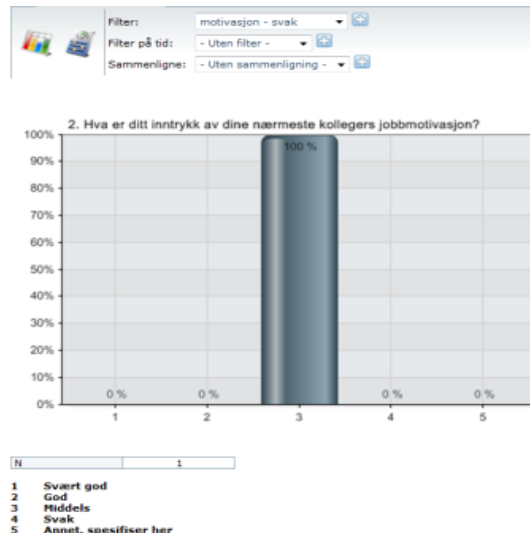 Filter: motivasjon - svak
Filter på tid: - Uten filter -
Sammenligne: - Uten sammenligning -
2. Hva er ditt inntrykk av dine nærmeste kollegers jobbmotivasjon?
100%
90%
80%
70%
60%
50%
40%
30%
20%
10%
0%
0 % 0 % 100 % 0 % 0 %
1 2 3 4 5
N 1
1 Svært god
2 God
3 Middels
4 Svak
5 Annet, spesifiser her